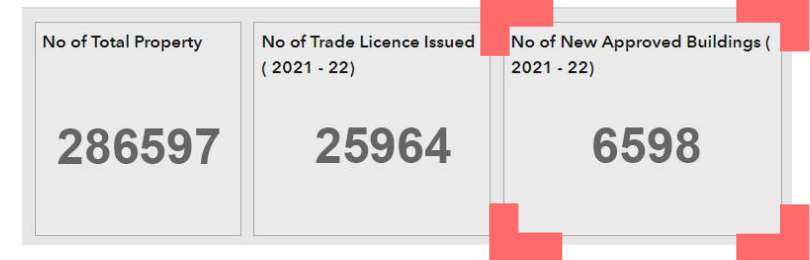 No of Total Property
286597
No of Trade Licence Issued
( 2021 - 22)
25964
No of New Approved Buildings (
2021 - 22)
6598